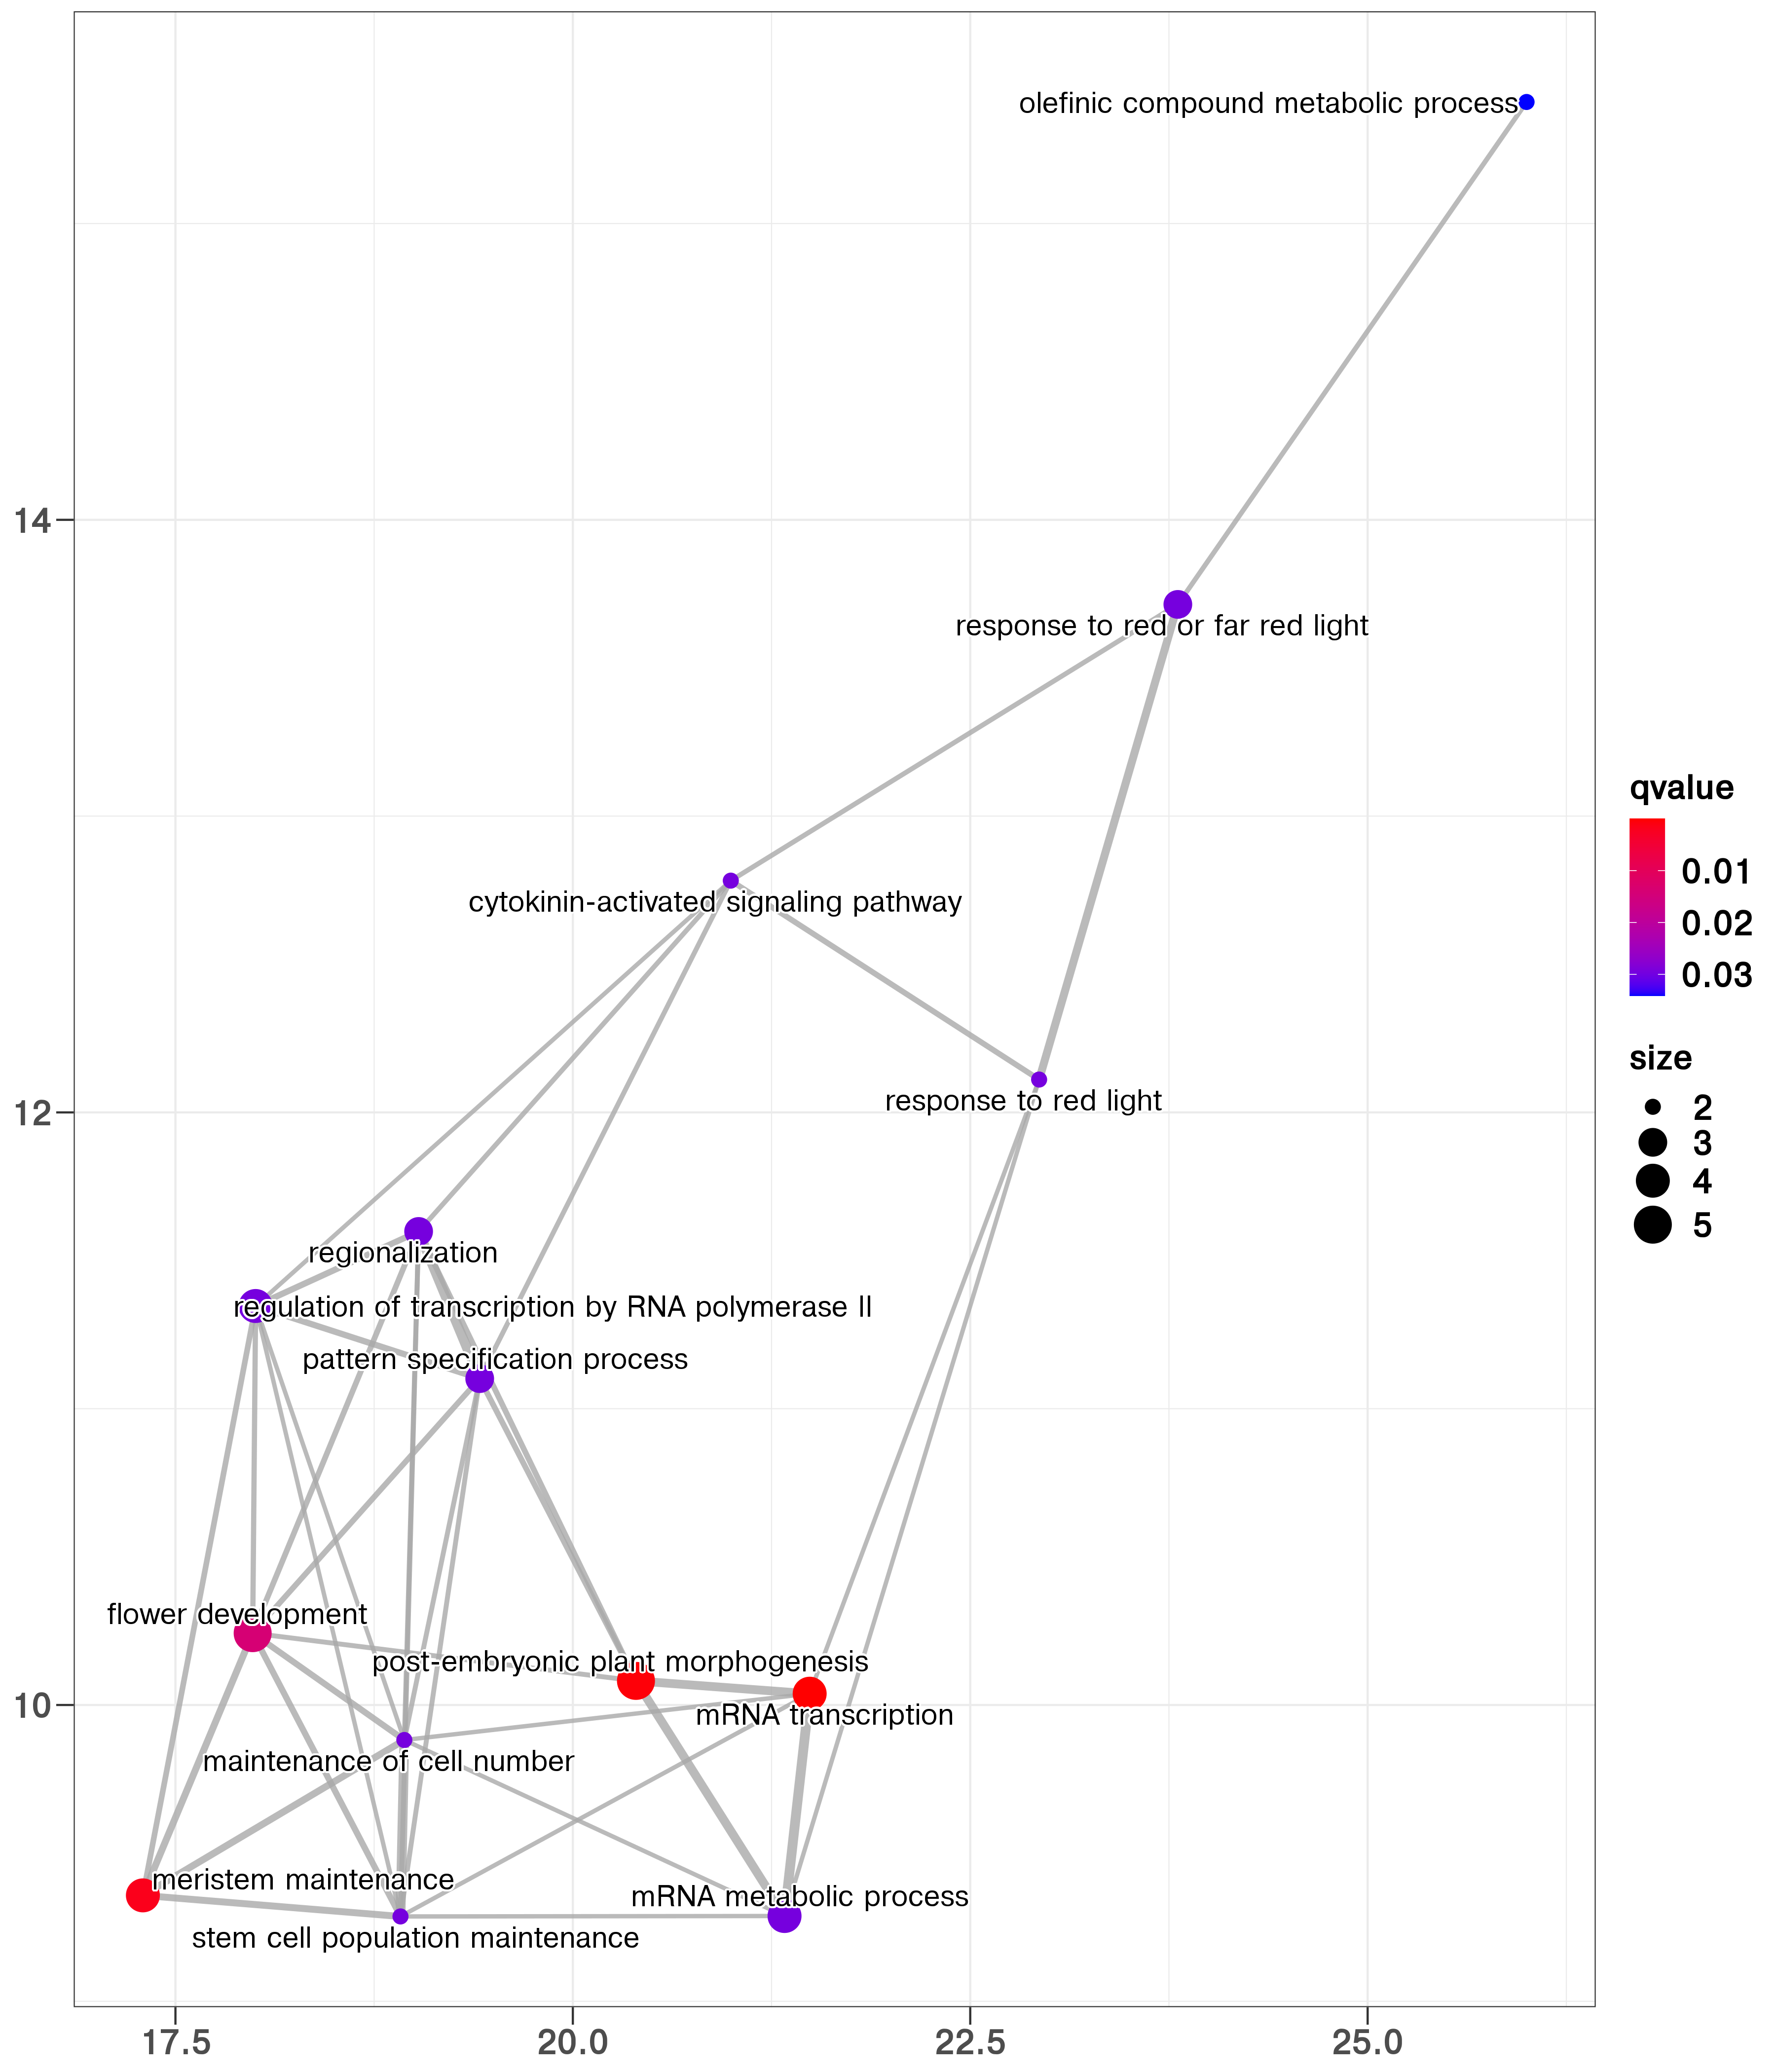 olefinic compound metabolic process
14
response to red or far red light
qvalue
0.01
cytokinin-activated signaling pathway
0.02
0.03
size
response to red light
12
2
3
4
5
regionalization
regulation of transcription by RNA polymerase II
pattern specification process
flower development
post-embryonic plant morphogenesis
10
mRNA transcription
maintenance of cell number
meristem maintenance
mRNA metabolic process
stem cell population maintenance
17.5
20.0
22.5
25.0